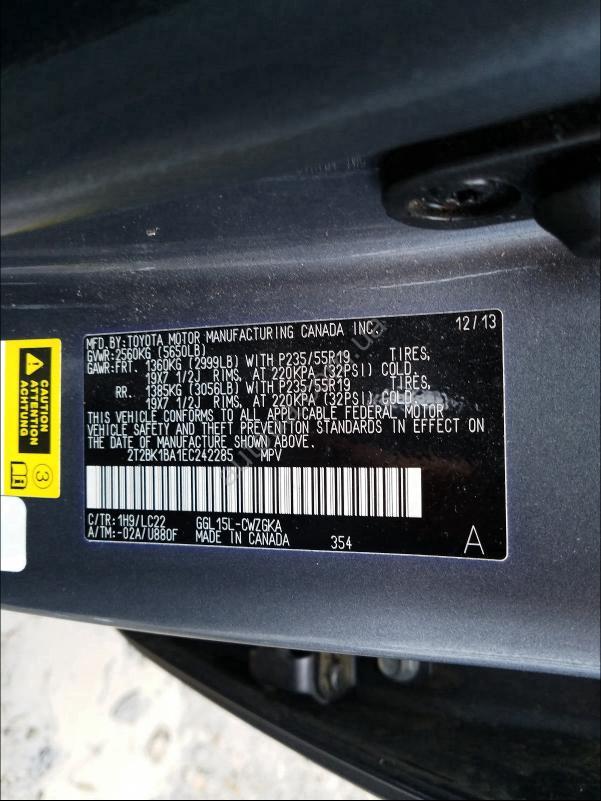 MFD.BY:TOYOTA MOTOR MANUFACTURING CANADA INC. 12/13
GVWR:2560KG (5650LB)
GAWR:FRT. 1360KG (2999LB) WITH P235/55R19 TIRES,
19X7 1/2J RIMS, AT 220KPA (32PSI) COLD.
RR. 1385KG (3056LB) WITH P235/55R19 TIRES,
19X7 1/2J RIMS, AT 220KPA (32PSI) COLD.
THIS VEHICLE CONFORMS TO ALL APPLICABLE FEDERAL MOTOR
VEHICLE SAFETY AND THEFT PREVENTION STANDARDS IN EFFECT ON
THE DATE OF MANUFACTURE SHOWN ABOVE.
2T2BK1BA1EC242285 MPV
C/TR:1H9/LC22 GGL15L-CWZGKA
A/TM:-02A/U880F MADE IN CANADA 354 A
CAUTION
ATTENTION
ACHTUNG
3